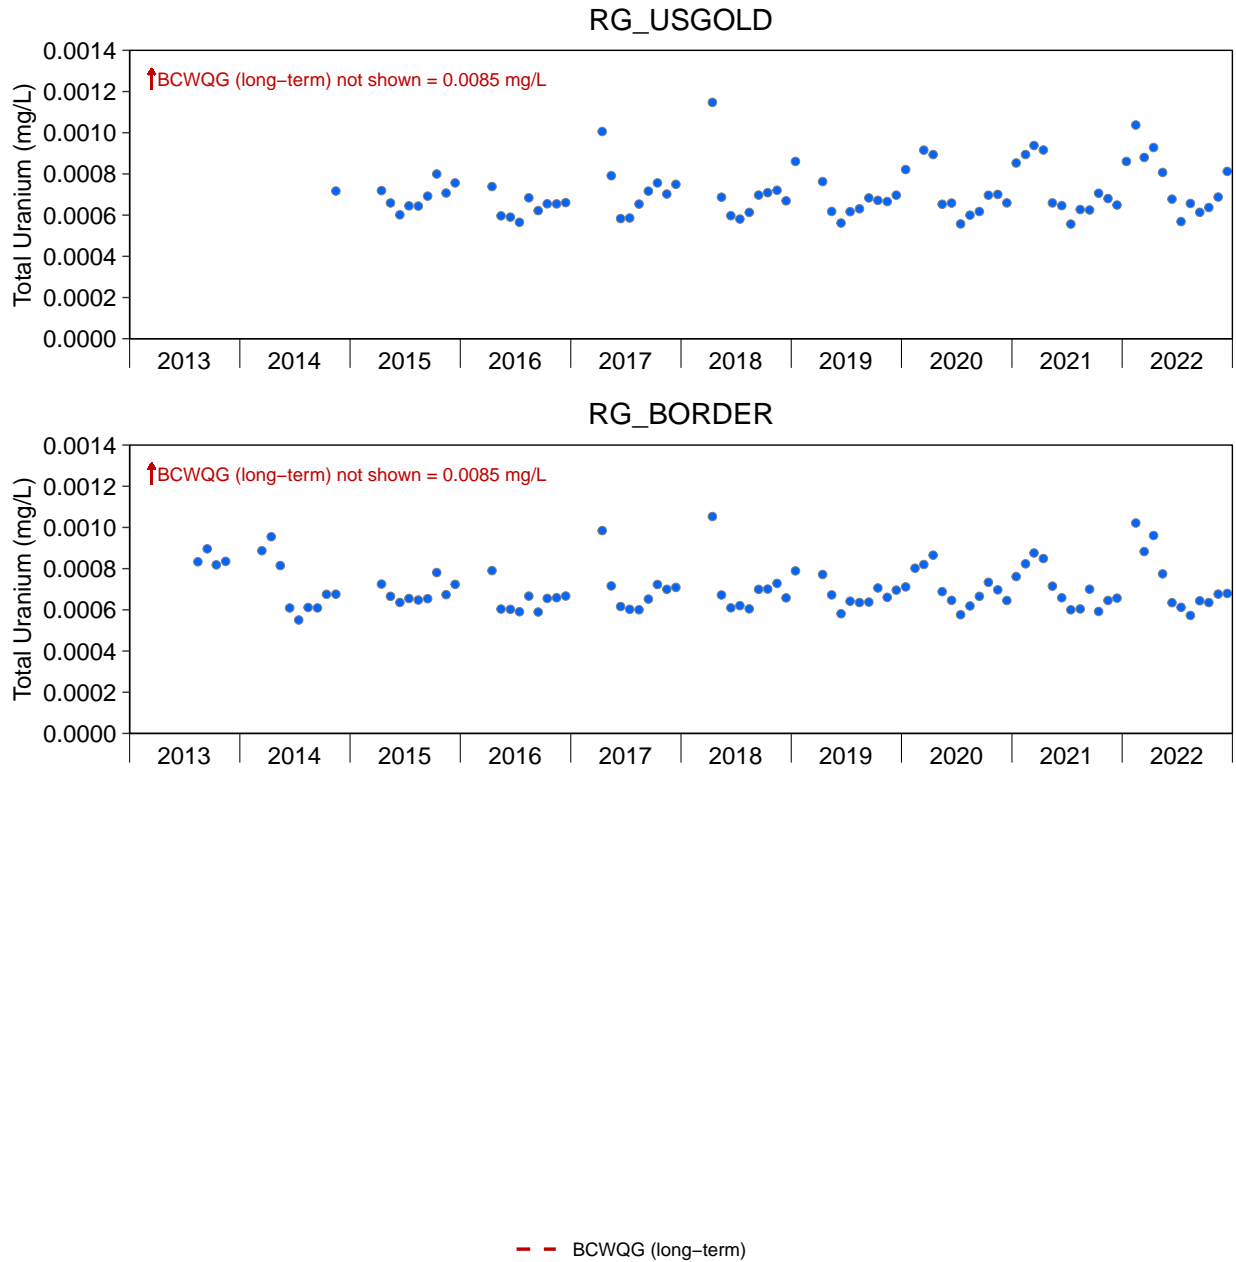 RG_USGOLD
Total Uranium (mg/L)
0.0014
0.0012
0.0010
0.0008
0.0006
0.0004
0.0002
0.0000
BCWQG (long−term) not shown = 0.0085 mg/L
2013 2014 2015 2016 2017 2018 2019 2020 2021 2022
RG_BORDER
Total Uranium (mg/L)
0.0014
0.0012
0.0010
0.0008
0.0006
0.0004
0.0002
0.0000
BCWQG (long−term) not shown = 0.0085 mg/L
2013 2014 2015 2016 2017 2018 2019 2020 2021 2022
BCWQG (long−term)